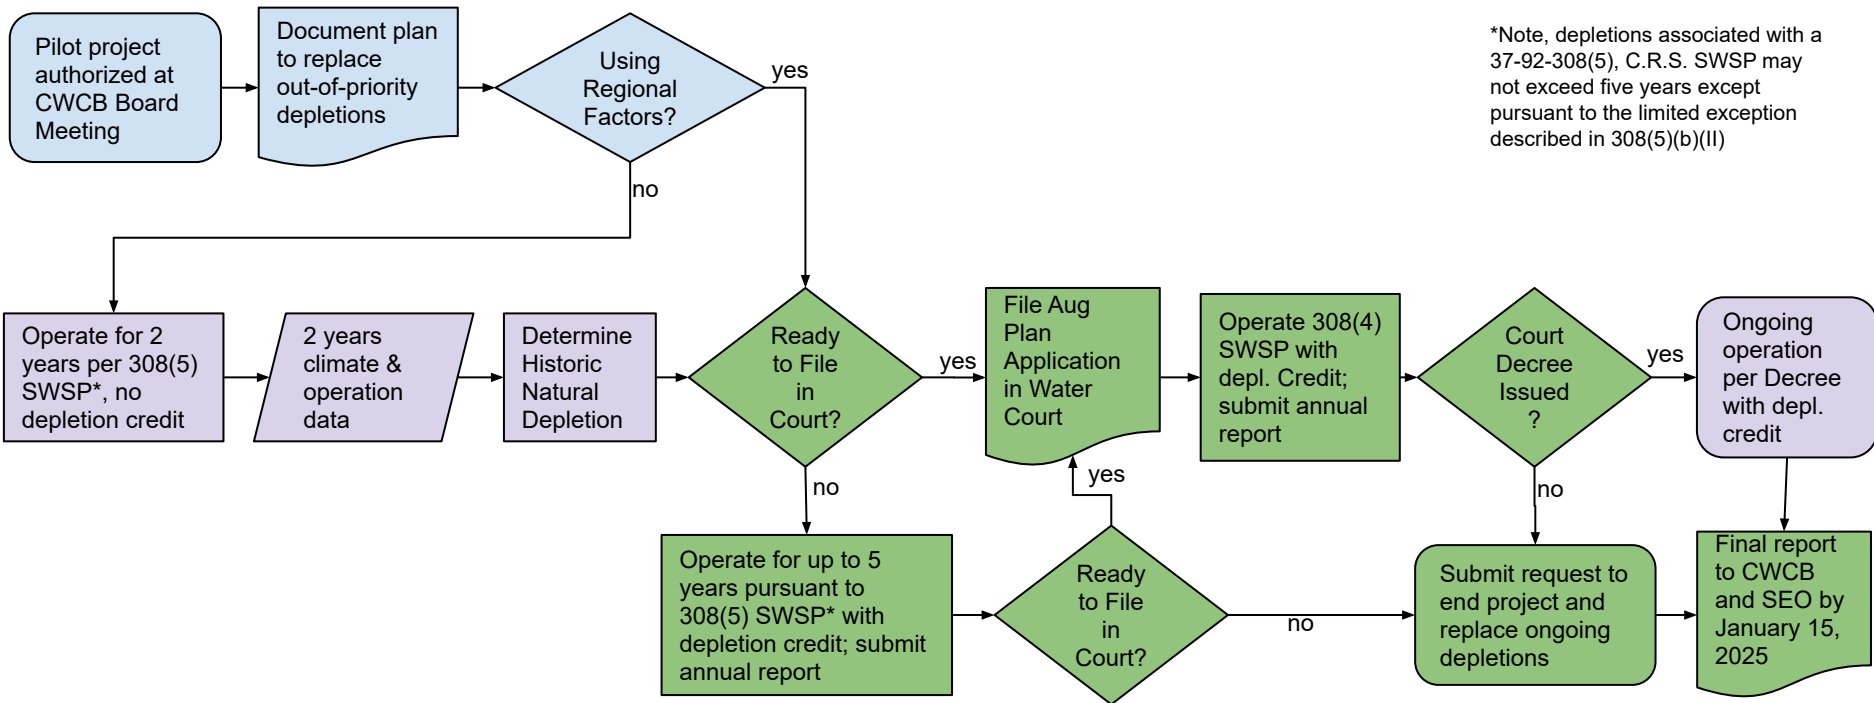 Pilot project
authorized at
CWCB Board
Meeting
Document plan
to replace
out-of-priority
depletions
Using
Regional
Factors?
yes
no
*Note, depletions associated with a
37-92-308(5), C.R.S. SWSP may
not exceed five years except
pursuant to the limited exception
described in 308(5)(b)(II)
Operate for 2
years per 308(5)
SWSP*, no
depletion credit
2 years
climate &
operation
data
Determine
Historic
Natural
Depletion
Ready
to File
in
Court?
yes
no
File Aug
Plan
Application
in Water
Court
Operate 308(4)
SWSP with
depl. Credit;
submit annual
report
Court
Decree
Issued
?
yes
no
Ongoing
operation
per Decree
with depl.
credit
Operate for up to 5
years pursuant to
308(5) SWSP* with
depletion credit; submit
annual report
Ready
to File
in
Court?
yes
no
Submit request to
end project and
replace ongoing
depletions
Final report
to CWCB
and SEO by
January 15,
2025